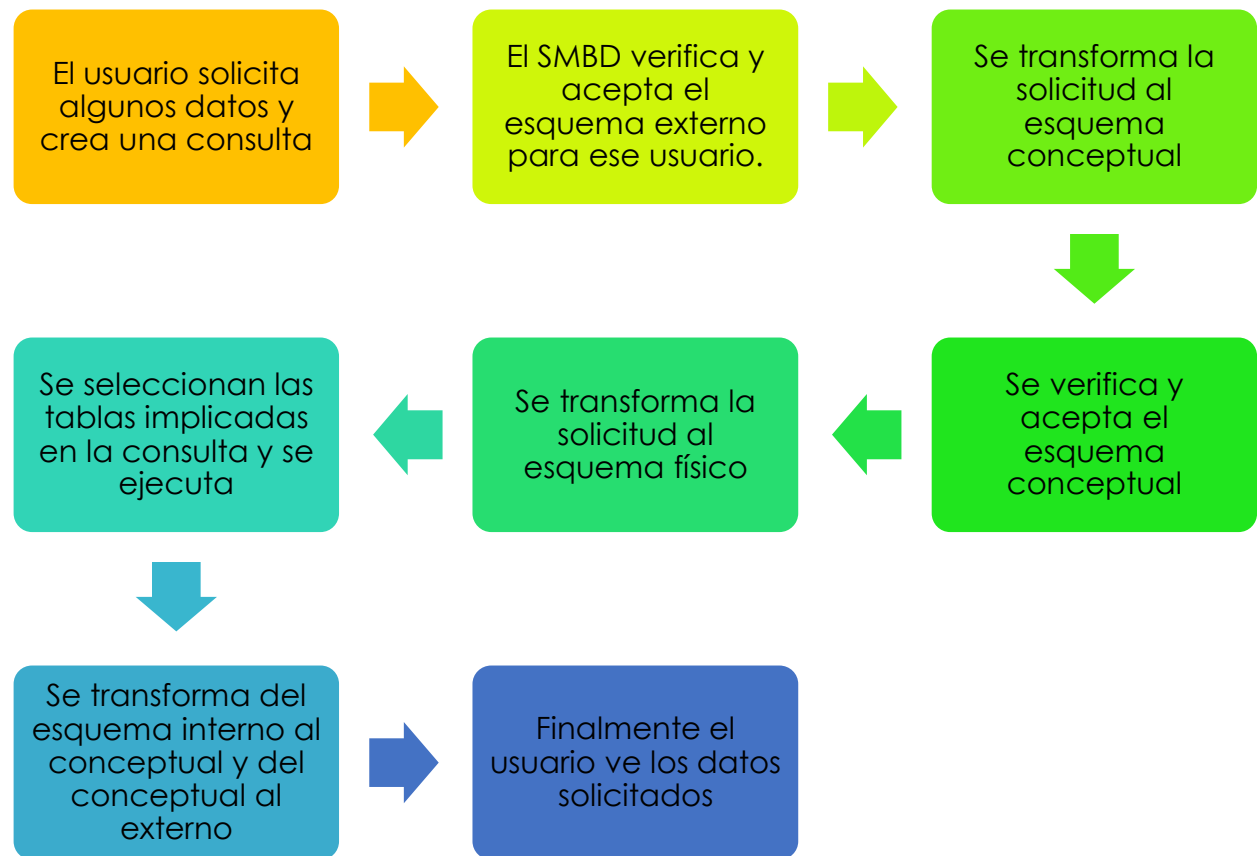 El usuario solicita
algunos datos y
crea una consulta
El SMBD verifica y
acepta el
esquema externo
para ese usuario.
Se transforma la
solicitud al
esquema
conceptual
Se verifica y
acepta el
esquema
conceptual
Se transforma la
solicitud al
esquema físico
Se seleccionan las
tablas implicadas
en la consulta y se
ejecuta
Se transforma del
esquema interno al
conceptual y del
conceptual al
externo
Finalmente el
usuario ve los datos
solicitados